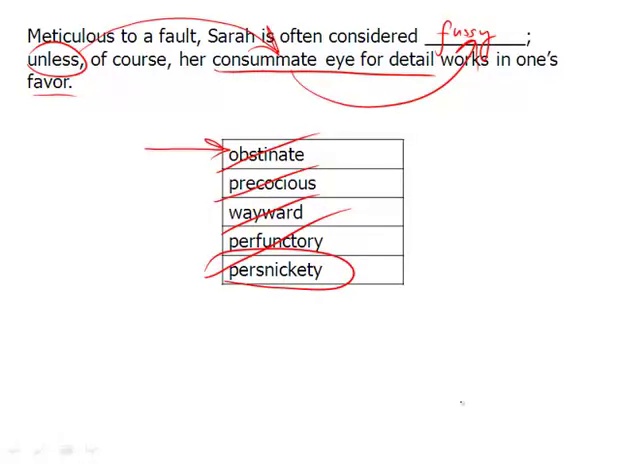 Meticulous to a fault, Sarah is often considered fussy;
unless, of course, her consummate eye for detail works in one's
favor.
obstinate
precocious
wayward
perfunctory
persnickety